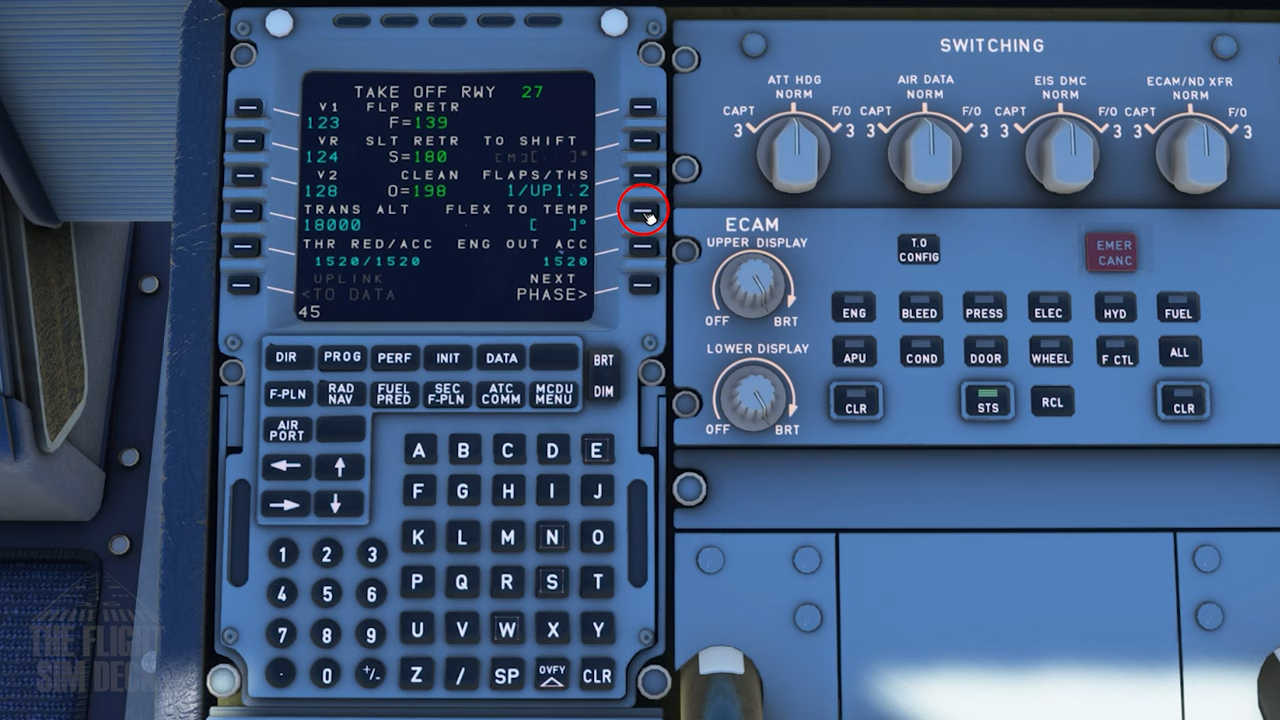 TAKE OFF RWY 27
V1 FLP RETR
123 F=139
VR SLT RETR TO SHIFT
124 S=180 [M][ ]*
V2 CLEAN FLAPS/THS
128 O=198 1/UP1.2
TRANS ALT FLEX TO TEMP
18000 [ ]°
THR RED/ACC ENG OUT ACC
1520/1520 1520
UPLINK NEXT
<TO DATA PHASE>
45
DIR PROG PERF INIT DATA
BRT
DIM
F-PLN RAD NAV FUEL PRED SEC F-PLN ATC COMM MCDU MENU
AIR PORT
← ↑
→ ↓
A B C D E
F G H I J
K L M N O
P Q R S T
U V W X Y
Z / SP OVFY CLR
1 2 3
4 5 6
7 8 9
. 0 +/-
SWITCHING
ATT HDG AIR DATA EIS DMC ECAM/ND XFR
NORM NORM NORM NORM
CAPT F/O CAPT F/O CAPT F/O CAPT F/O
3 3 3 3 3 3 3 3
ECAM
UPPER DISPLAY
OFF BRT
LOWER DISPLAY
OFF BRT
T.O CONFIG
EMER CANC
ENG BLEED PRESS ELEC HYD FUEL
APU COND DOOR WHEEL F CTL ALL
CLR STS RCL CLR
THE FLIGHT
SIM DECK